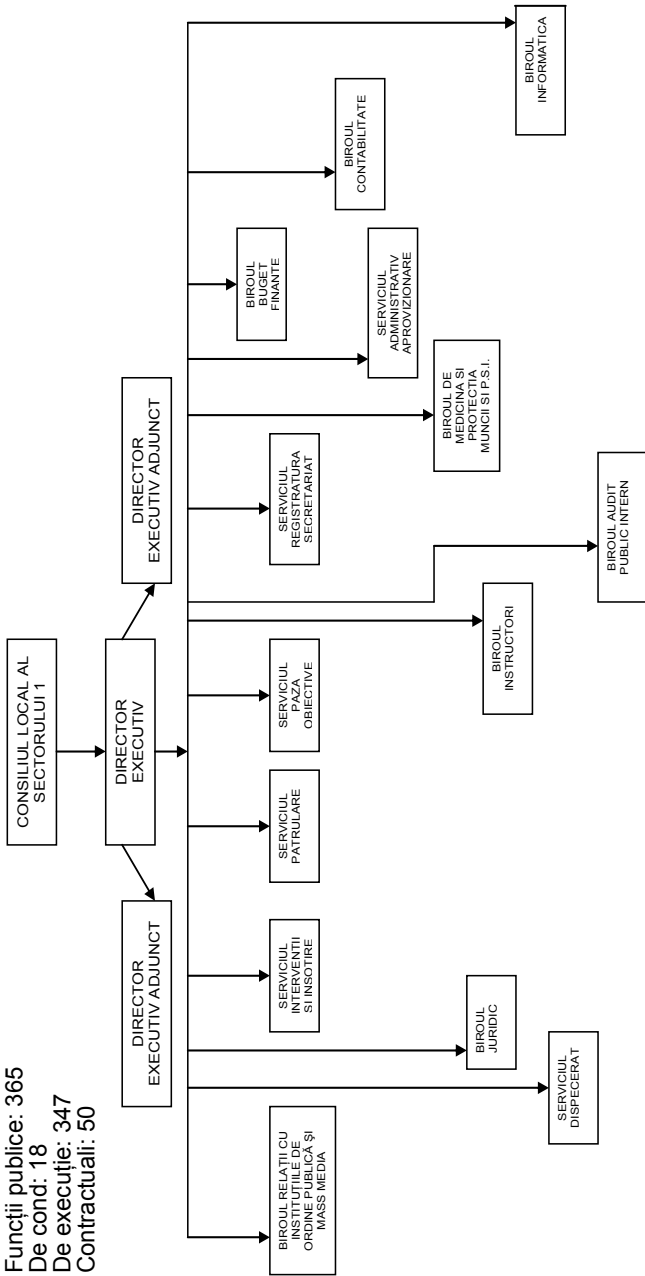 Funcții publice: 365
De cond: 18
De execuție: 347
Contractuali: 50
CONSILIUL LOCAL AL
SECTORULUI 1
DIRECTOR
EXECUTIV
DIRECTOR
EXECUTIV ADJUNCT
DIRECTOR
EXECUTIV ADJUNCT
BIROUL RELAȚII CU
INSTITUȚIILE DE
ORDINE PUBLICĂ ȘI
MASS MEDIA
SERVICIUL
DISPECERAT
BIROUL
JURIDIC
SERVICIUL
INTERVENTII
SI INSOTIRE
SERVICIUL
PATRULARE
SERVICIUL
PAZA
OBIECTIVE
BIROUL
INSTRUCTORI
BIROUL AUDIT
PUBLIC INTERN
SERVICIUL
REGISTRATURA
SECRETARIAT
BIROUL DE
MEDICINA SI
PROTECTIA
MUNCII SI P.S.I.
SERVICIUL
ADMINISTRATIV
APROVIZIONARE
BIROUL
BUGET
FINANTE
BIROUL
CONTABILITATE
BIROUL
INFORMATICA